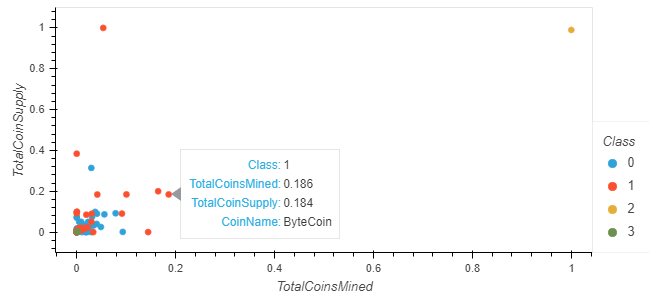 1
0.8
0.6
0.4
0.2
0
TotalCoinSupply
Class: 1
TotalCoinsMined: 0.186
TotalCoinSupply: 0.184
CoinName: ByteCoin
0 0.2 0.4 0.6 0.8 1
TotalCoinsMined
Class
0
1
2
3